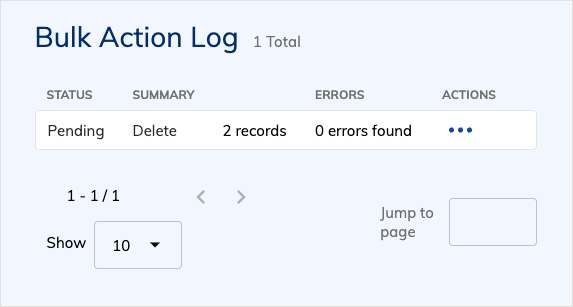 Bulk Action Log 1 Total
STATUS SUMMARY ERRORS ACTIONS
Pending Delete 2 records 0 errors found
1 - 1 / 1
Jump to
page
Show 10